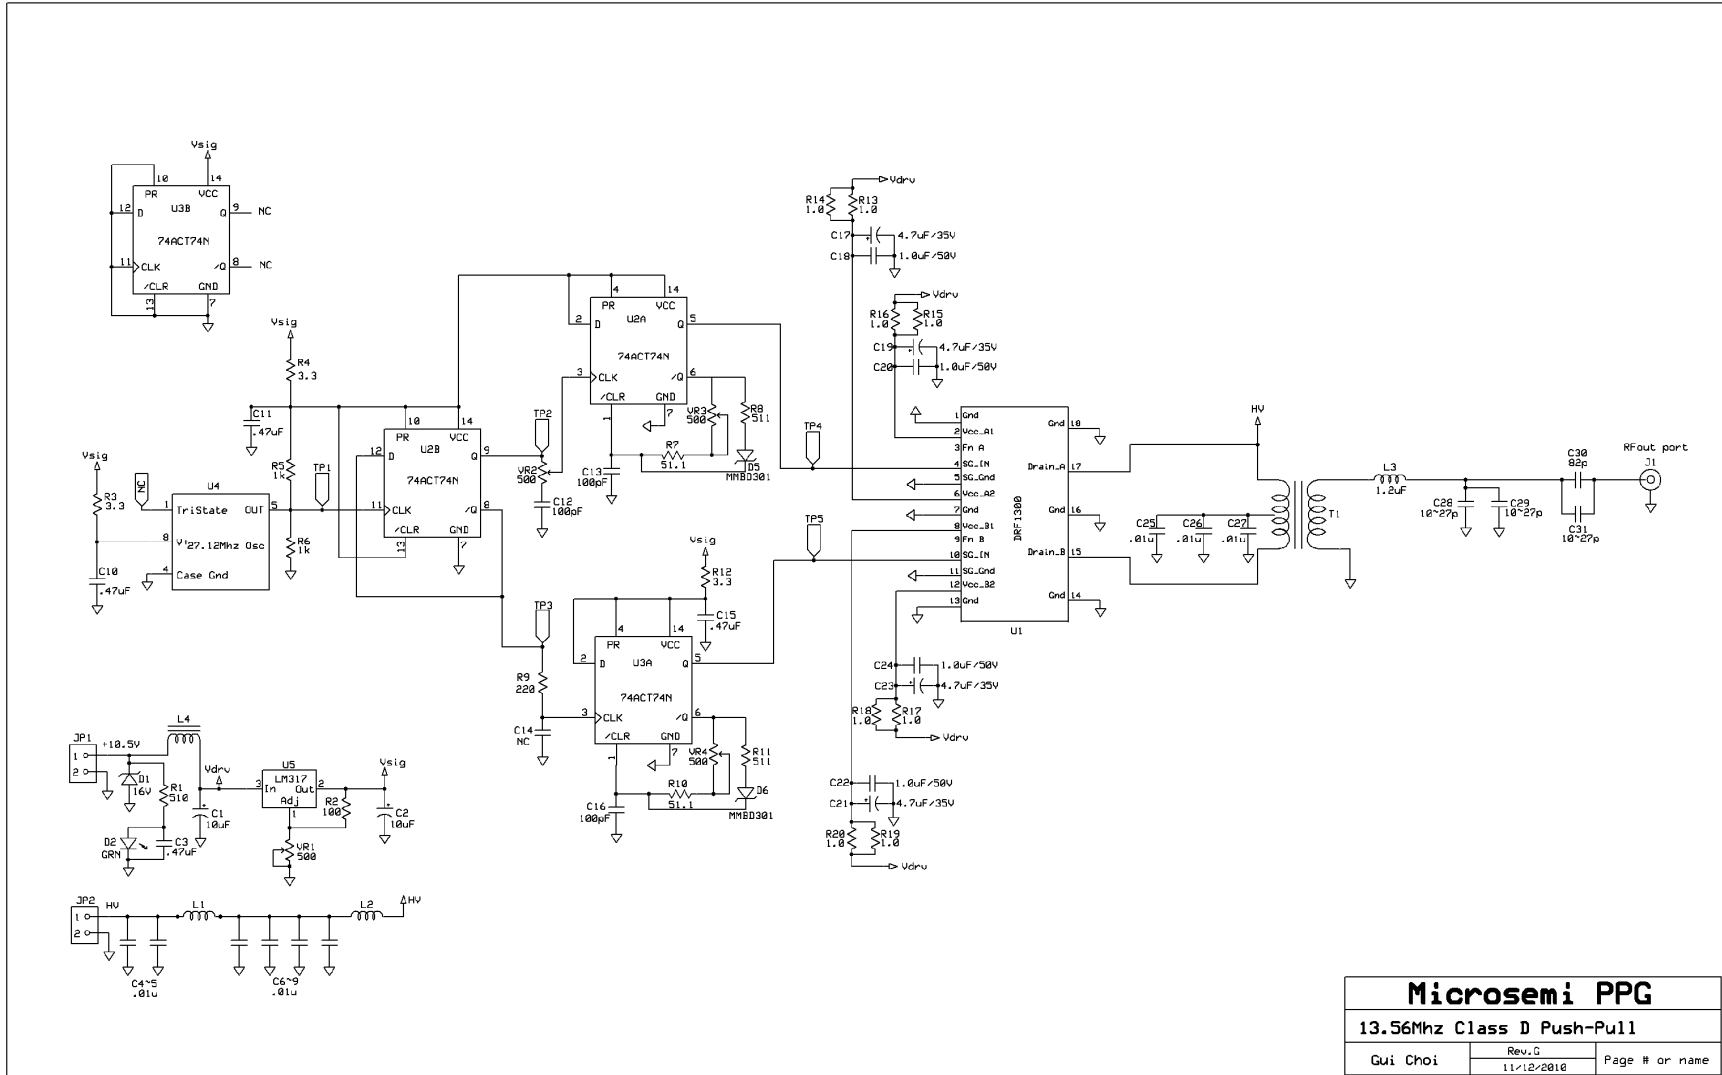 Vsig
10 14
PR VCC
12 D U3B Q 9 NC
74ACT74N
11 CLK /Q 8 NC
/CLR GND
13 7
Vsig
R4
3.3
C11
.47uF
Vsig
R3
3.3
NC
U4
1 TriState OUT 5
8 V+27.12Mhz Osc
4 Case Gnd
C10
.47uF
R5
1k
R6
1k
TP1
10 14
PR VCC
12 D U2B Q 9
74ACT74N
11 CLK /Q 8
/CLR GND
13 7
TP2
VR2
500
C12
100pF
4 14
PR VCC
2 D U2A Q 5
74ACT74N
3 CLK /Q 6
/CLR GND
1 7
VR3
500
R8
511
R7
51.1
D5
MMBD301
C13
100pF
TP4
TP5
TP3
R9
220
C14
NC
Vsig
R12
3.3
C15
.47uF
4 14
PR VCC
2 D U3A Q 5
74ACT74N
3 CLK /Q 6
/CLR GND
1 7
VR4
500
R11
511
R10
51.1
D6
MMBD301
C16
100pF
Vdrv
R14
1.0
R13
1.0
C17 4.7uF/35V
C18 1.0uF/50V
Vdrv
R16
1.0
R15
1.0
C19 4.7uF/35V
C20 1.0uF/50V
1 Gnd
2 Vcc_A1
3 Fn A
4 SG_IN
5 SG_Gnd
6 Vcc_A2
7 Gnd
8 Vcc_B1
9 Fn B
10 SG_IN
11 SG_Gnd
12 Vcc_B2
13 Gnd
DRF1300
Gnd 18
Drain_A 17
Gnd 16
Drain_B 15
Gnd 14
U1
C24 1.0uF/50V
C23 4.7uF/35V
R18
1.0
R17
1.0
Vdrv
C22 1.0uF/50V
C21 4.7uF/35V
R20
1.0
R19
1.0
Vdrv
HV
C25
.01u
C26
.01u
C27
.01u
T1
L3
1.2uF
C28
10~27p
C29
10~27p
C30
82p
C31
10~27p
RFout port
J1
JP1
1
2
+10.5V
L4
D1
16V
R1
510
D2
GRN
C3
.47uF
Vdrv
C1
10uF
U5
LM317
3 In Out 2
Adj
1
R2
100
VR1
500
Vsig
C2
10uF
JP2
1
2
HV
L1
L2
HV
C4~5
.01u
C6~9
.01u
Microsemi PPG
13.56Mhz Class D Push-Pull
Gui Choi
Rev.G
11/12/2010
Page # or name